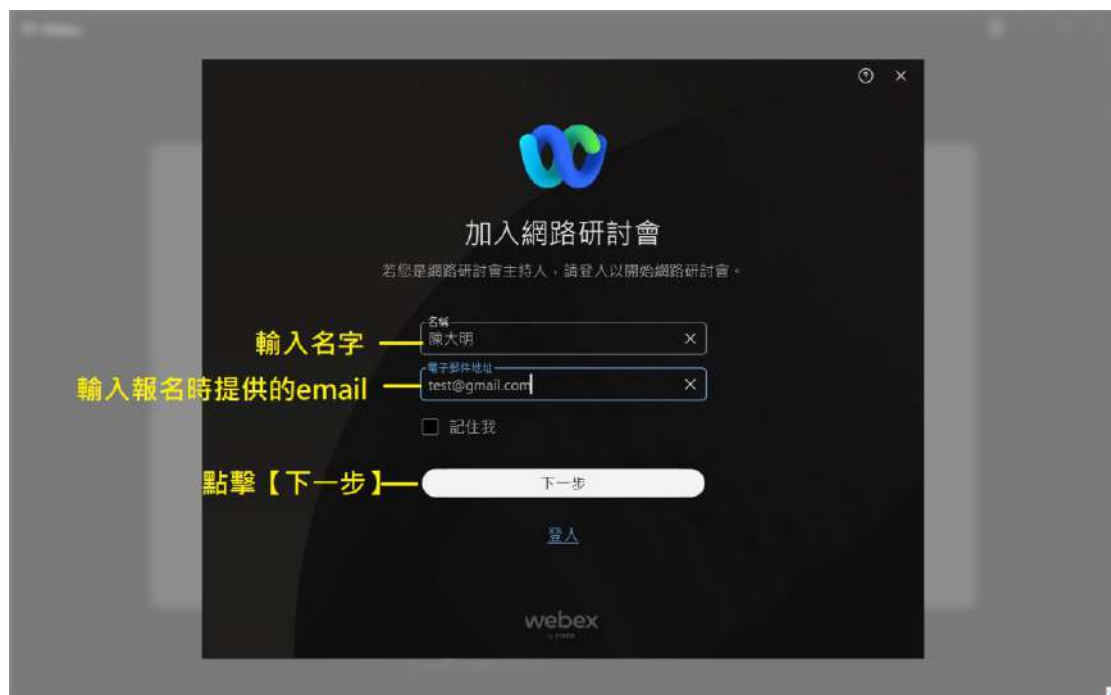 加入網路研討會
若您是網路研討會主持人，請登入以開始網路研討會。
輸入名字
名稱
陳大明
輸入報名時提供的email
電子郵件地址
test@gmail.com
記住我
點擊【下一步】
下一步
登入
webex
by CISCO